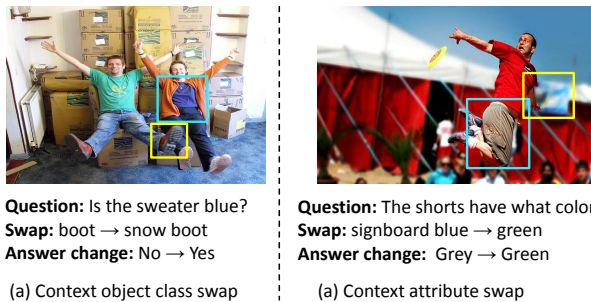 Question: Is the sweater blue?
Swap: boot → snow boot
Answer change: No → Yes
(a) Context object class swap
Question: The shorts have what color
Swap: signboard blue → green
Answer change: Grey → Green
(a) Context attribute swap